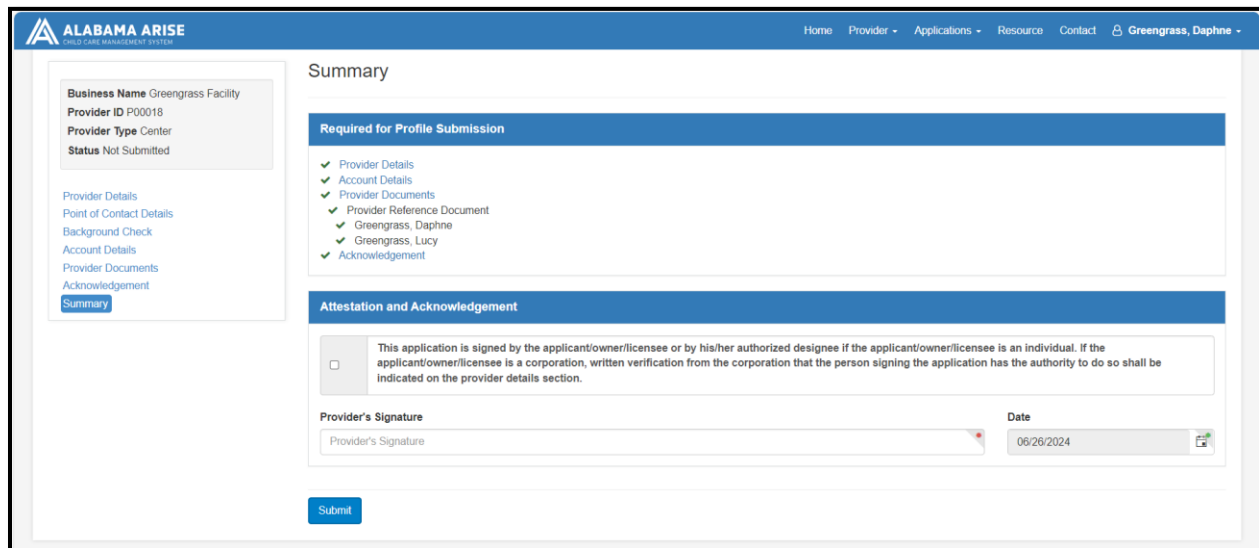 ALABAMA ARISE
CHILD CARE MANAGEMENT SYSTEM
Home Provider Applications Resource Contact Greengrass, Daphne
Business Name Greengrass Facility
Provider ID P00018
Provider Type Center
Status Not Submitted
Provider Details
Point of Contact Details
Background Check
Account Details
Provider Documents
Acknowledgement
Summary
Summary
Required for Profile Submission
Provider Details
Account Details
Provider Documents
Provider Reference Document
Greengrass, Daphne
Greengrass, Lucy
Acknowledgement
Attestation and Acknowledgement
This application is signed by the applicant/owner/licensee or by his/her authorized designee if the applicant/owner/licensee is an individual. If the
applicant/owner/licensee is a corporation, written verification from the corporation that the person signing the application has the authority to do so shall be
indicated on the provider details section.
Provider's Signature
Provider's Signature
Date
06/26/2024
Submit